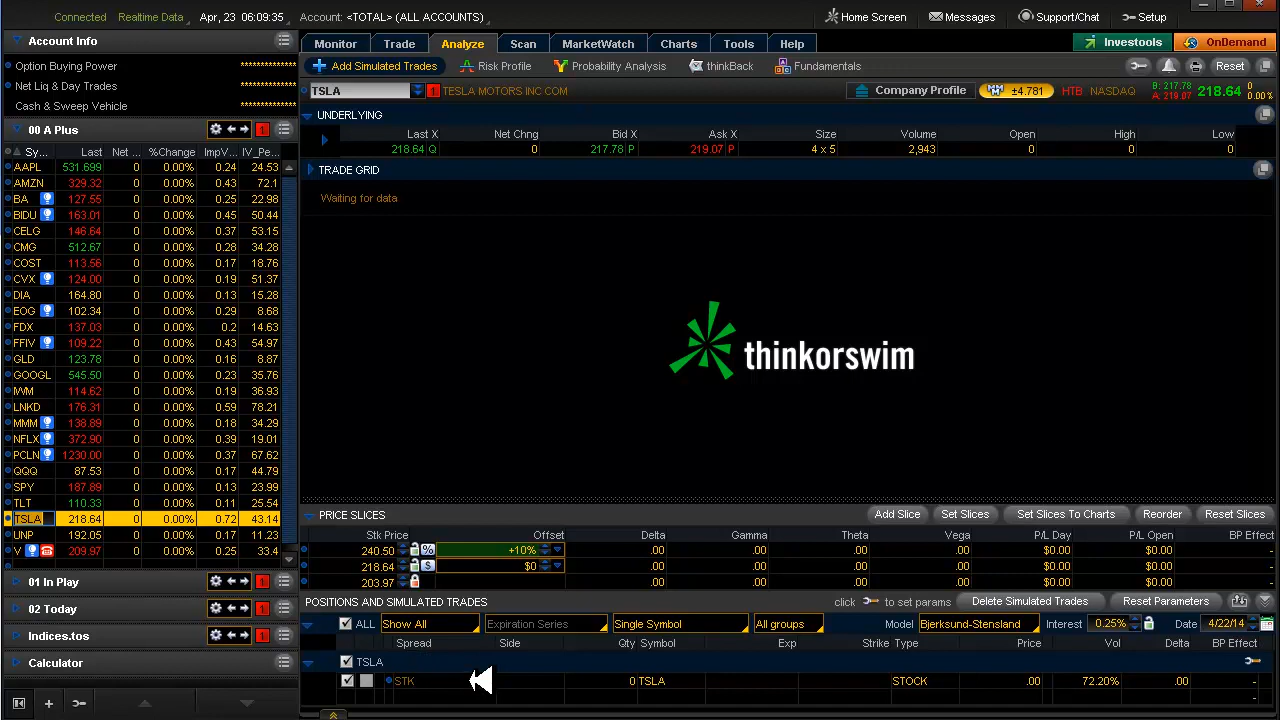 Connected Realtime Data Apr, 23 06:09:35 Account: <TOTAL> (ALL ACCOUNTS) Home Screen Messages Support/Chat Setup
Account Info
Option Buying Power ************
Net Liq & Day Trades ************
Cash & Sweep Vehicle ************
00 A Plus 1
Sy... Last Net ... %Change ImpV... IV_Pe...
AAPL 531.699 0 0.00% 0.24 24.53
AMZN 329.32 0 0.00% 0.43 72.1
BA 127.55 0 0.00% 0.25 22.98
BIDU 163.01 0 0.00% 0.45 50.44
CELG 146.64 0 0.00% 0.37 53.15
CMG 512.67 0 0.00% 0.28 34.28
COST 113.56 0 0.00% 0.17 18.76
CVX 124.00 0 0.00% 0.19 51.37
DIA 164.80 0 0.00% 0.13 15.28
EOG 102.34 0 0.00% 0.29 8.68
FDX 137.03 0 0.00% 0.2 14.63
FFIV 109.22 0 0.00% 0.43 54.97
GLD 123.78 0 0.00% 0.16 8.87
GOOGL 545.50 0 0.00% 0.23 35.76
IWM 114.62 0 0.00% 0.19 36.93
LNKD 176.31 0 0.00% 0.59 78.21
MMM 138.89 0 0.00% 0.18 34.29
NFLX 372.90 0 0.00% 0.39 19.01
PCLN 1230.00 0 0.00% 0.37 67.62
QQQ 87.53 0 0.00% 0.17 44.79
SPY 187.89 0 0.00% 0.13 23.99
TLT 110.33 0 0.00% 0.11 25.54
TSLA 218.64 0 0.00% 0.72 43.14
UNP 192.05 0 0.00% 0.17 11.23
V 209.97 0 0.00% 0.25 33.4
01 In Play 1
02 Today 1
Indices.tos 1
Calculator
Monitor Trade Analyze Scan MarketWatch Charts Tools Help Investools OnDemand
Add Simulated Trades Risk Profile Probability Analysis thinkBack Fundamentals Reset
TSLA 1 TESLA MOTORS INC COM Company Profile ±4.781 HTB NASDAQ B: 217.78 A: 219.07 218.64 0 0.00%
UNDERLYING
Last X Net Chng Bid X Ask X Size Volume Open High Low
218.64 Q 0 217.78 P 219.07 P 4 x 5 2,943 0 0 0
TRADE GRID
Waiting for data
thinkorswim
PRICE SLICES Add Slice Set Slices Set Slices To Charts Reorder Reset Slices
Stk Price Offset Delta Gamma Theta Vega P/L Day P/L Open BP Effect
240.50 % +10% .00 .00 .00 .00 $0.00 $0.00 -
218.64 $ $0 .00 .00 .00 .00 $0.00 $0.00 -
203.97 .00 .00 .00 .00 $0.00 $0.00 -
POSITIONS AND SIMULATED TRADES click to set params Delete Simulated Trades Reset Parameters
ALL Show All Expiration Series Single Symbol All groups Model Bjerksund-Stensland Interest 0.25% Date 4/22/14
Spread Side Qty Symbol Exp Strike Type Price Vol Delta BP Effect
TSLA
STK 0 TSLA STOCK .00 72.20% .00 -